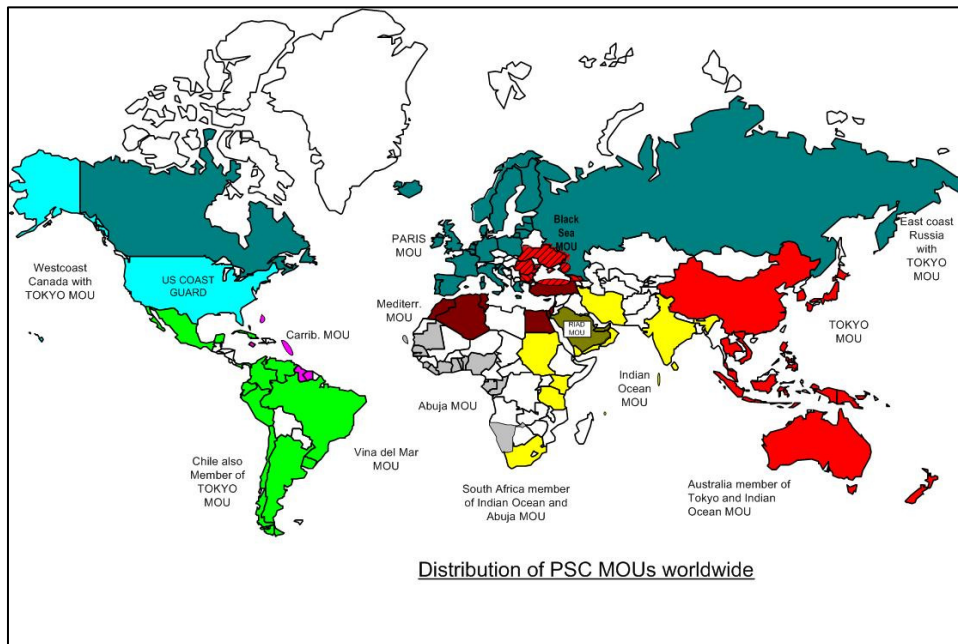 Black
Sea
MOU
East coast
Russia
with
TOKYO
MOU
PARIS
MOU
Westcoast
Canada with
TOKYO MOU
US COAST
GUARD
Mediterr.
MOU
RIAD
MOU
Carrib. MOU
TOKYO
MOU
Indian
Ocean
MOU
Abuja MOU
Vina del Mar
MOU
Chile also
Member of
TOKYO
MOU
South Africa member
of Indian Ocean and
Abuja MOU
Australia member of
Tokyo and Indian
Ocean MOU
Distribution of PSC MOUs worldwide